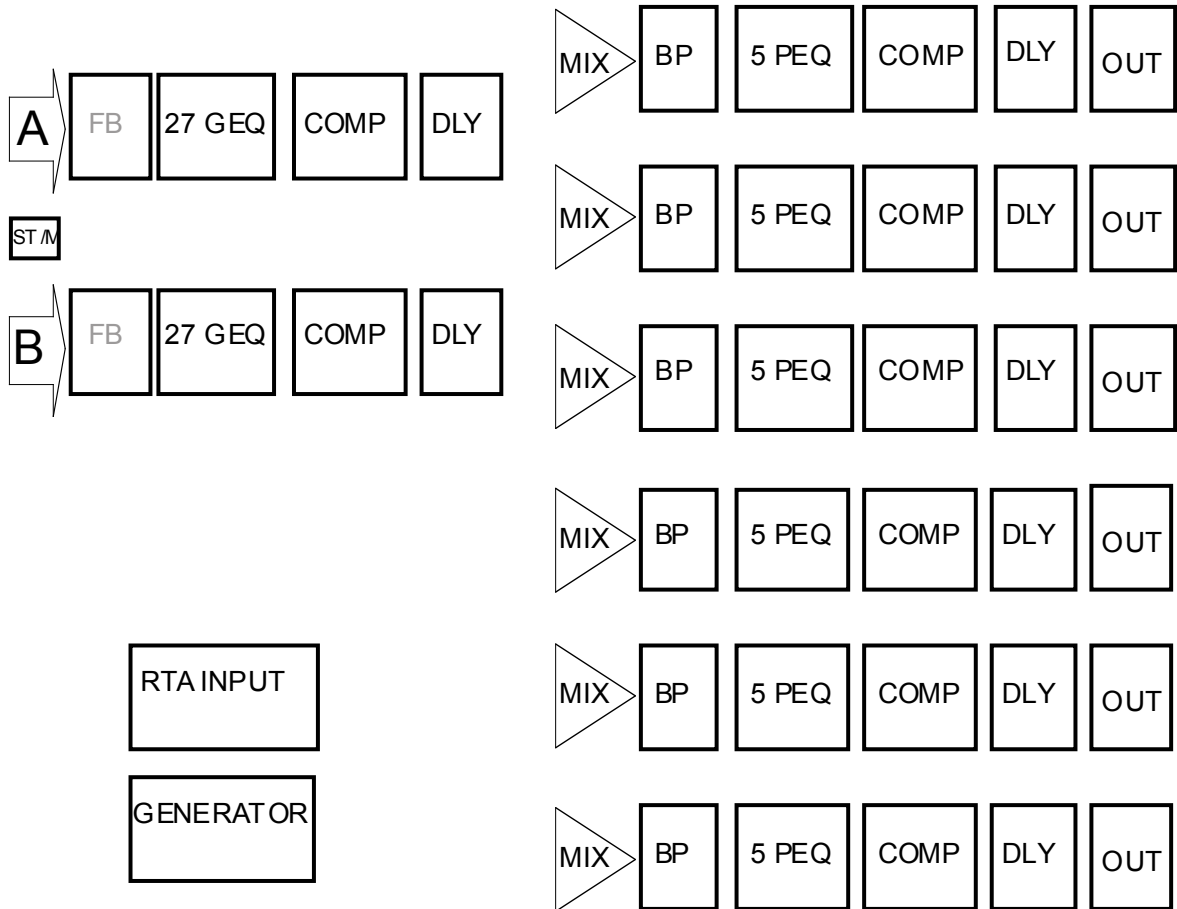 A FB 27 GEQ COMP DLY
ST/M
B FB 27 GEQ COMP DLY
RTA INPUT
GENERATOR
MIX BP 5 PEQ COMP DLY OUT
MIX BP 5 PEQ COMP DLY OUT
MIX BP 5 PEQ COMP DLY OUT
MIX BP 5 PEQ COMP DLY OUT
MIX BP 5 PEQ COMP DLY OUT
MIX BP 5 PEQ COMP DLY OUT